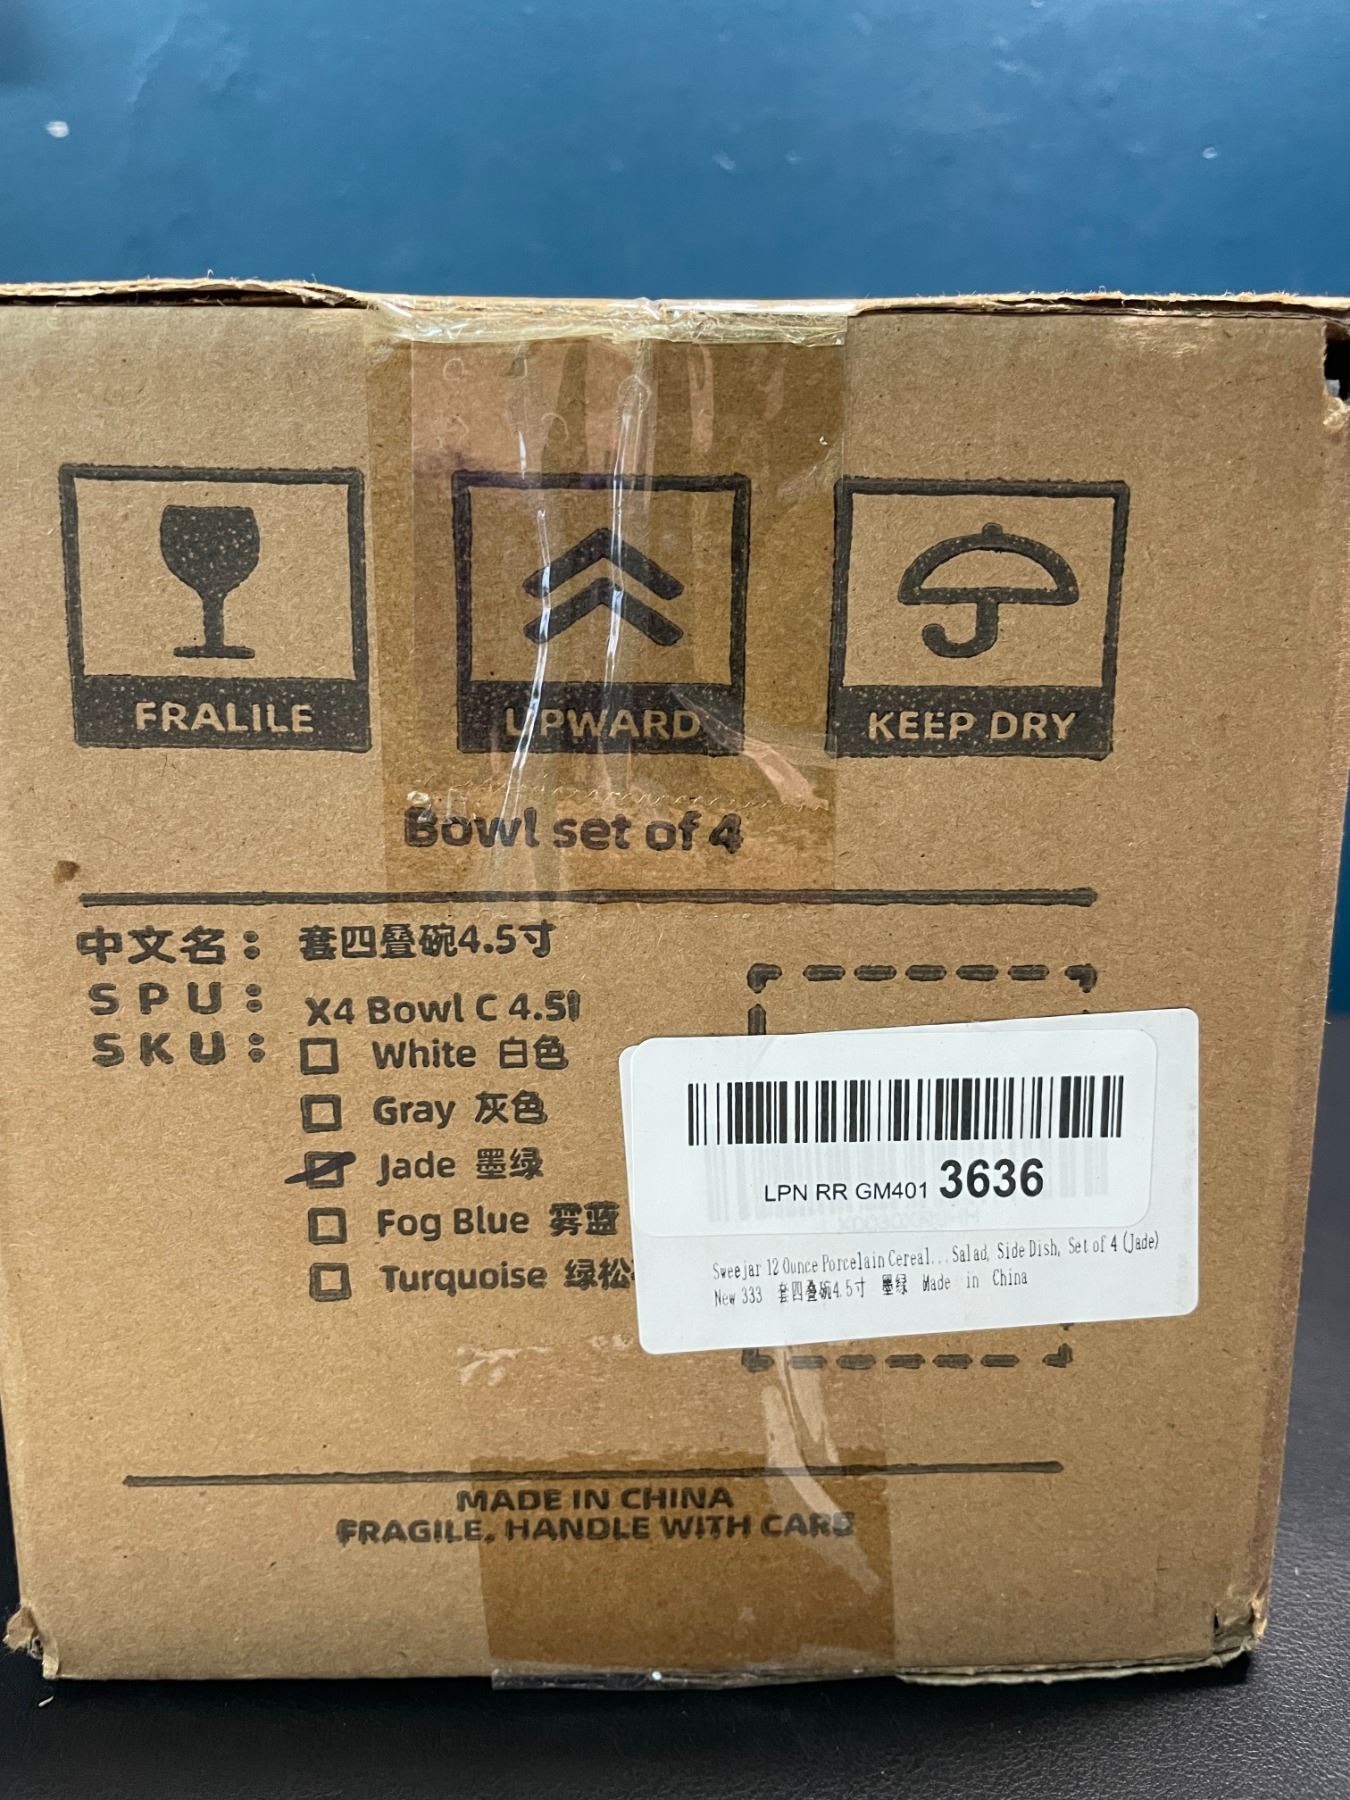 FRALILE
UPWARD
KEEP DRY
Bowl set of 4
中文名： 套四叠碗4.5寸
SPU： X4 Bowl C 4.5I
SKU： White 白色
Gray 灰色
Jade 墨绿
Fog Blue 雾蓝
Turquoise 绿松
LPN RR GM401 3636
Sweejar 12 Ounce Porcelain Cereal...Salad, Side Dish, Set of 4 (Jade)
New 333 套四叠碗4.5寸 墨绿 Made in China
MADE IN CHINA
FRAGILE, HANDLE WITH CARE